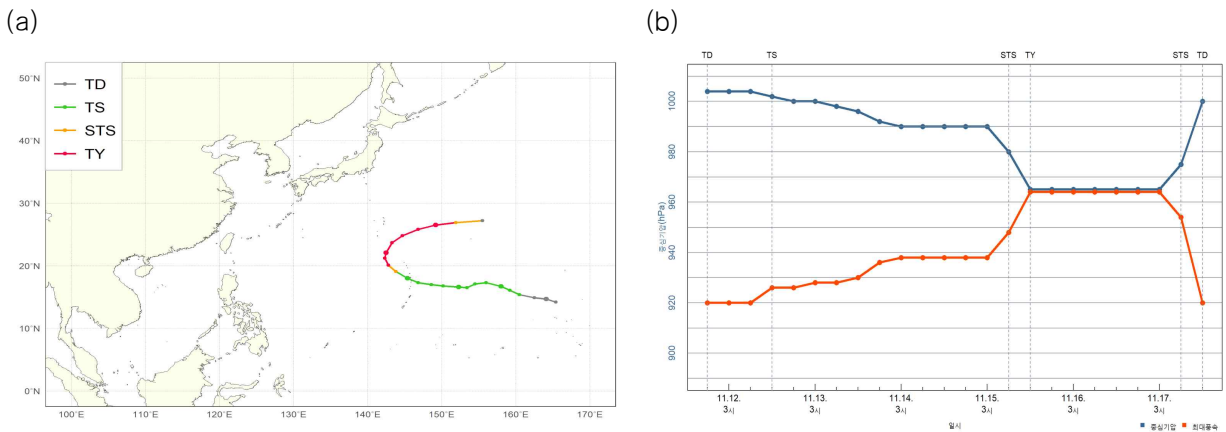 (a)
(b)
50˚N
40˚N
30˚N
20˚N
10˚N
0˚N
100˚E
110˚E
120˚E
130˚E
140˚E
150˚E
160˚E
170˚E
TD
TS
STS
TY
TD
TS
STS
TY
STS
TD
중심기압(hPa)
1000
980
960
940
920
900
11.12.
3시
11.13.
3시
11.14.
3시
11.15.
3시
11.16.
3시
11.17.
3시
일시
중심기압
최대풍속